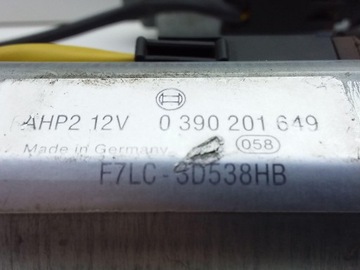 AHP2 12V 0 390 201 649
Made in Germany 058
F7LC-3D538HB